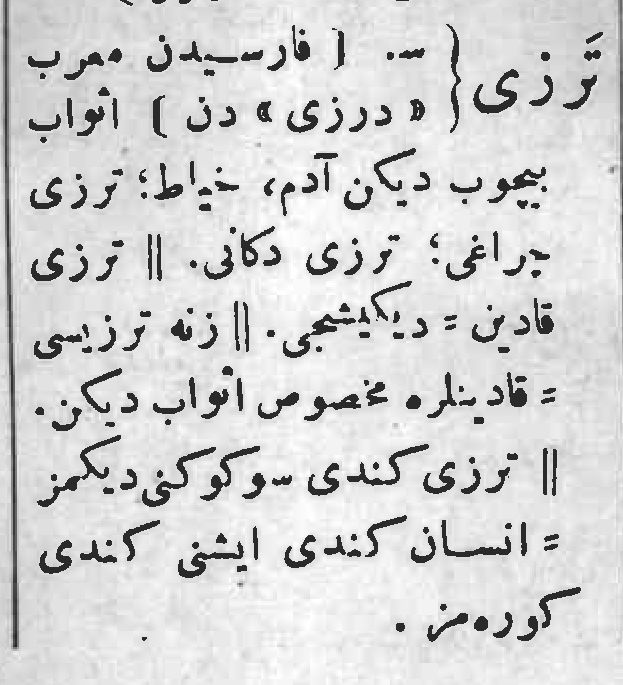 تَرزی { س. [ فارسیدن معرب
« درزی » دن ] اثواب
بیچوب دیکن آدم، خیاط؛ ترزی
چراغی؛ ترزی دکانی. || ترزی
قادین = دیکیشجی. || زنه ترزیسی
= قادینلره مخصوص اثواب دیکن.
|| ترزی کندی سوکوکنی دیکمز
= انسان کندی ایشنی کندی
کوره‌مز .